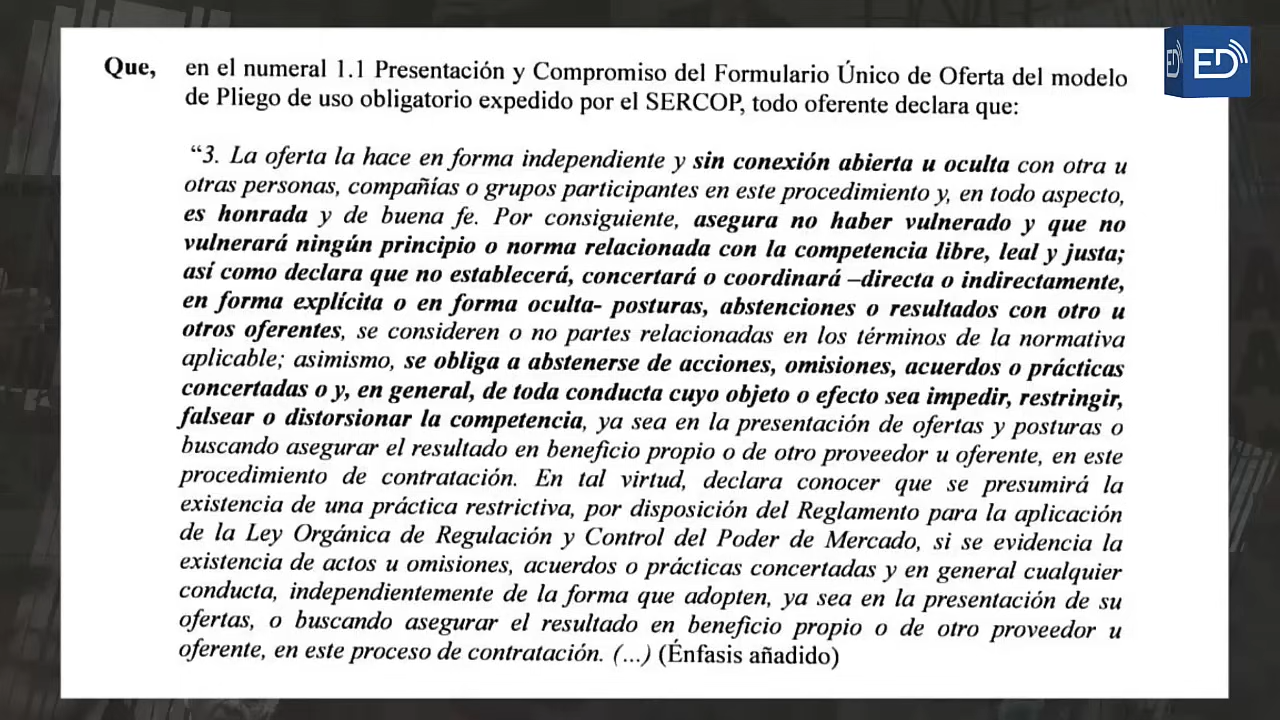 Que, en el numeral 1.1 Presentación y Compromiso del Formulario Único de Oferta del modelo
de Pliego de uso obligatorio expedido por el SERCOP, todo oferente declara que:
“3. La oferta la hace en forma independiente y sin conexión abierta u oculta con otra u
otras personas, compañías o grupos participantes en este procedimiento y, en todo aspecto,
es honrada y de buena fe. Por consiguiente, asegura no haber vulnerado y que no
vulnerará ningún principio o norma relacionada con la competencia libre, leal y justa;
así como declara que no establecerá, concertará o coordinará –directa o indirectamente,
en forma explícita o en forma oculta- posturas, abstenciones o resultados con otro u
otros oferentes, se consideren o no partes relacionadas en los términos de la normativa
aplicable; asimismo, se obliga a abstenerse de acciones, omisiones, acuerdos o prácticas
concertadas o y, en general, de toda conducta cuyo objeto o efecto sea impedir, restringir,
falsear o distorsionar la competencia, ya sea en la presentación de ofertas y posturas o
buscando asegurar el resultado en beneficio propio o de otro proveedor u oferente, en este
procedimiento de contratación. En tal virtud, declara conocer que se presumirá la
existencia de una práctica restrictiva, por disposición del Reglamento para la aplicación
de la Ley Orgánica de Regulación y Control del Poder de Mercado, si se evidencia la
existencia de actos u omisiones, acuerdos o prácticas concertadas y en general cualquier
conducta, independientemente de la forma que adopten, ya sea en la presentación de su
ofertas, o buscando asegurar el resultado en beneficio propio o de otro proveedor u
oferente, en este proceso de contratación. (...) (Énfasis añadido)
ED
ED